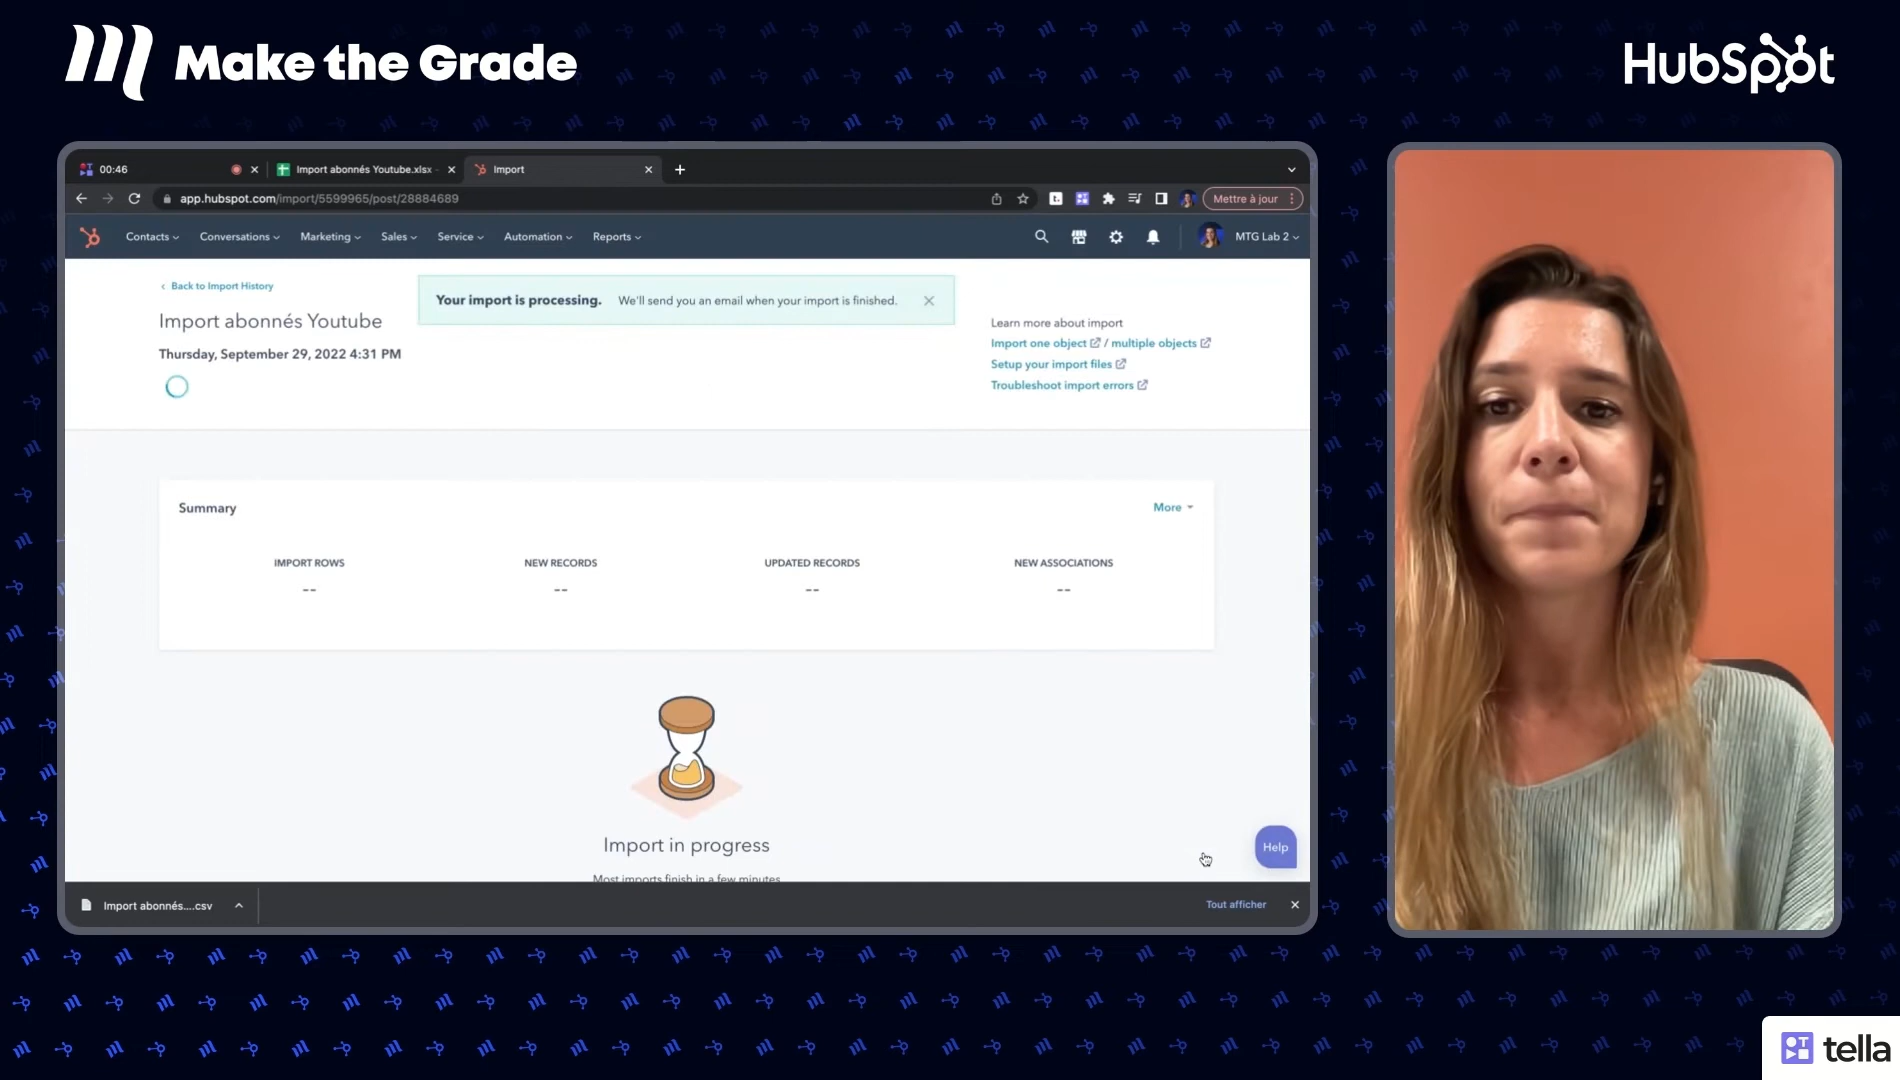 Make the Grade
HubSpot
00:46
Import abonnés Youtube.xlsx -
Import
app.hubspot.com/import/5599965/post/28884689
Mettre à jour
Contacts
Conversations
Marketing
Sales
Service
Automation
Reports
MTG Lab 2
Back to Import History
Your import is processing. We'll send you an email when your import is finished.
Import abonnés Youtube
Thursday, September 29, 2022 4:31 PM
Learn more about import
Import one object / multiple objects
Setup your import files
Troubleshoot import errors
Summary
More
IMPORT ROWS
NEW RECORDS
UPDATED RECORDS
NEW ASSOCIATIONS
--
--
--
--
Import in progress
Most imports finish in a few minutes
Help
Import abonnés....csv
Tout afficher
tella